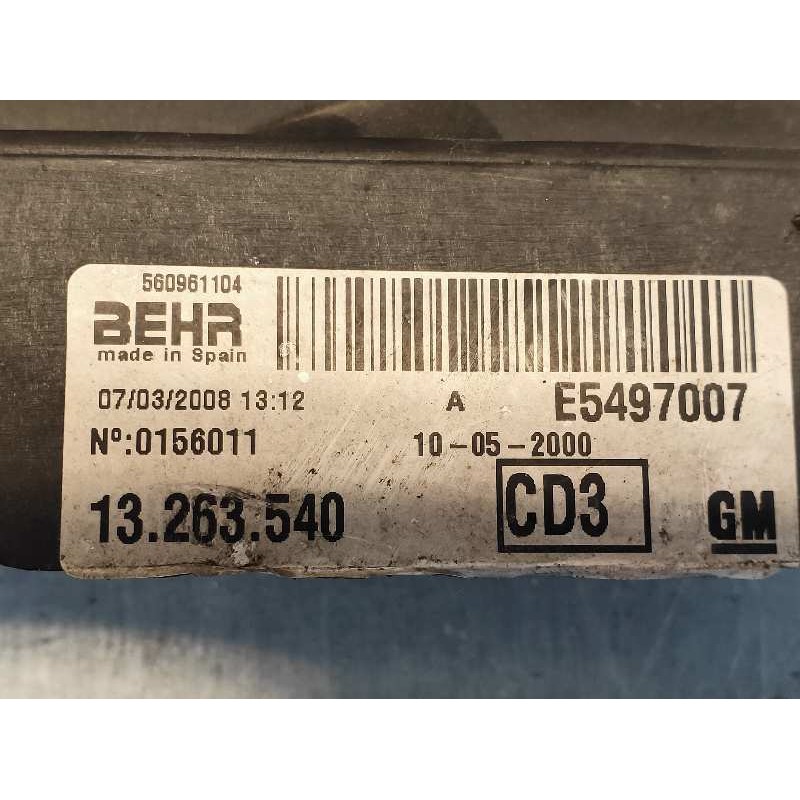 560961104
BEHR
made in Spain
07/03/2008 13:12 A E5497007
Nº:0156011 10-05-2000
13.263.540 CD3 GM